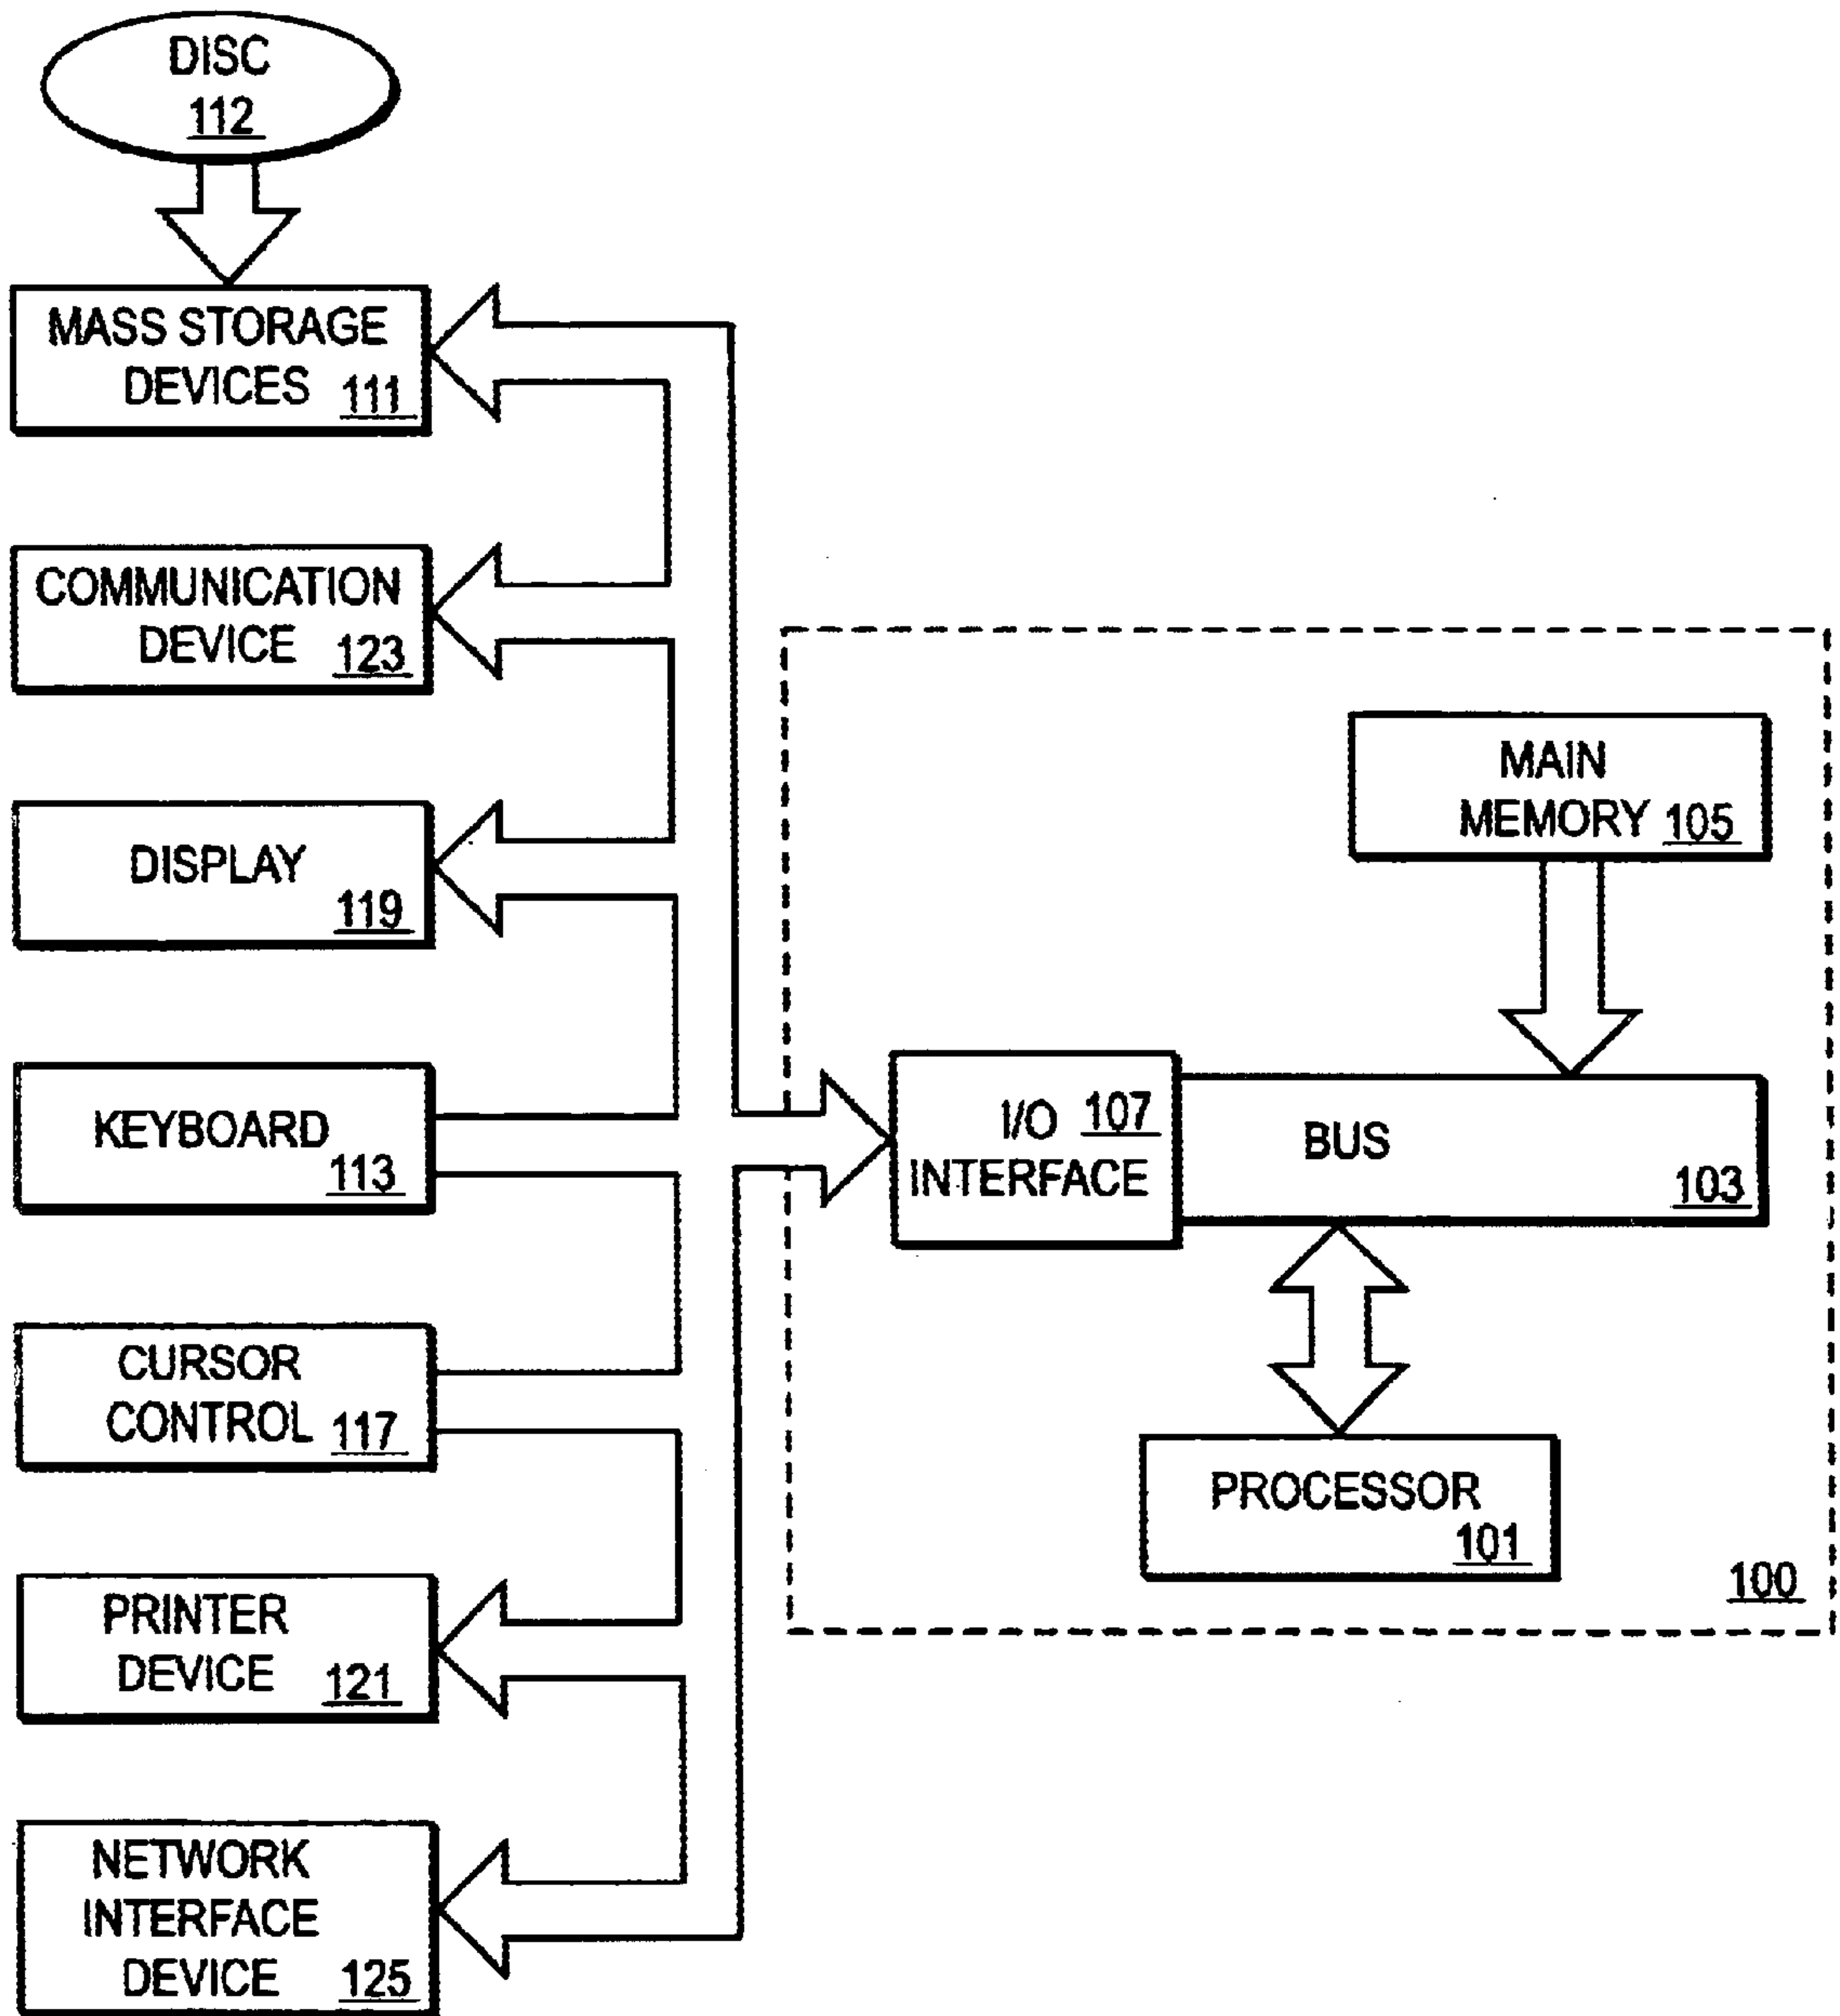 DISC
112
MASS STORAGE
DEVICES 111
COMMUNICATION
DEVICE 123
DISPLAY
119
KEYBOARD
113
CURSOR
CONTROL 117
PRINTER
DEVICE 121
NETWORK
INTERFACE
DEVICE 125
MAIN
MEMORY 105
I/O 107
INTERFACE
BUS
103
PROCESSOR
101
100